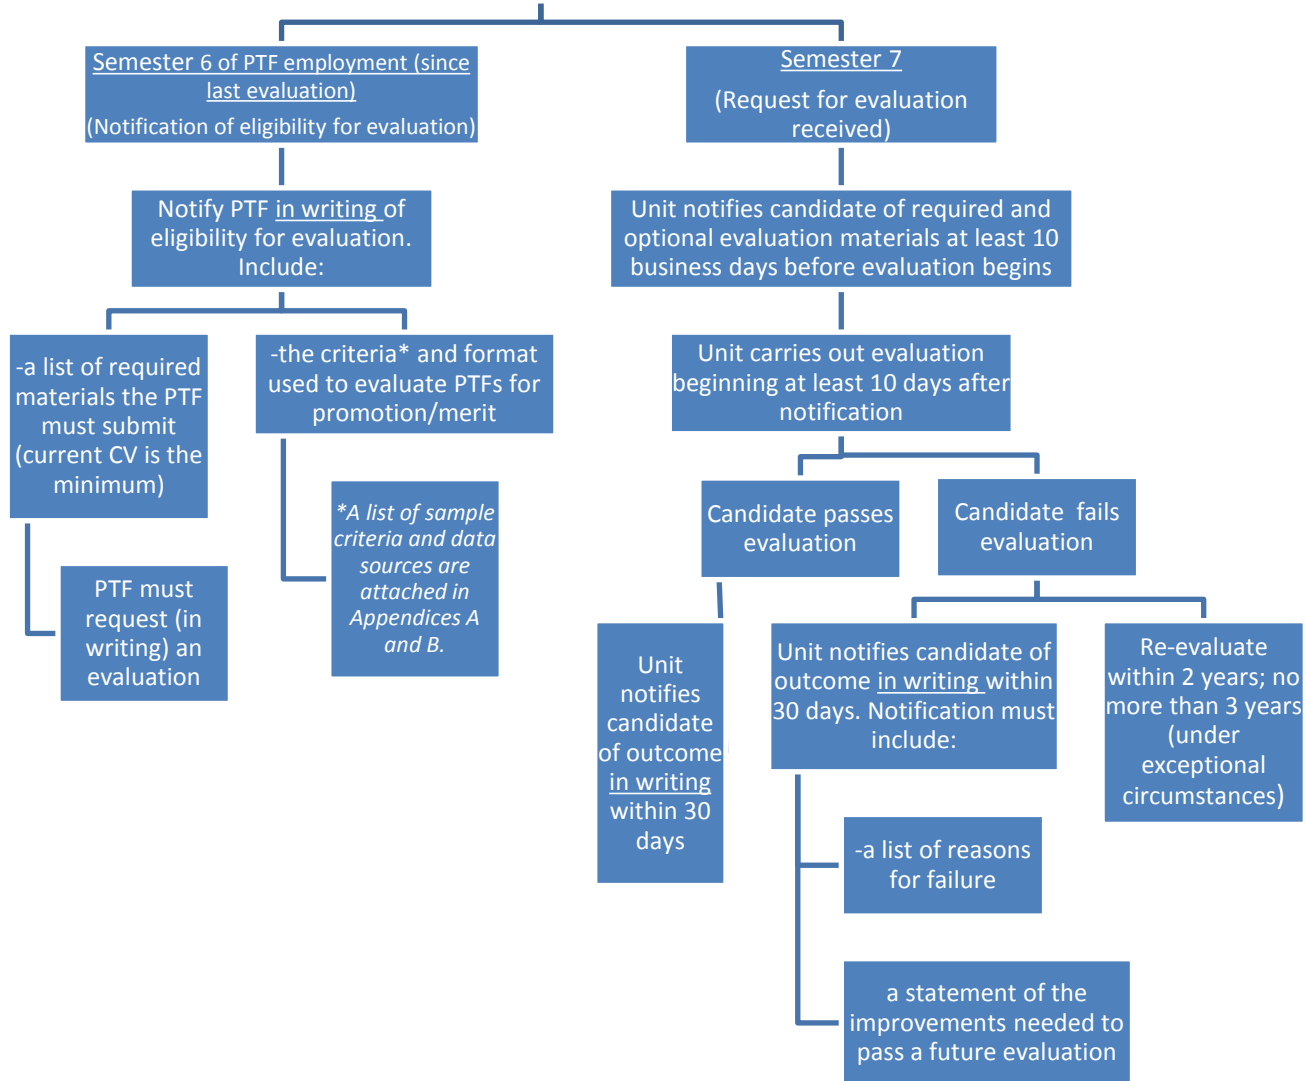 Semester 6 of PTF employment (since
last evaluation)
(Notification of eligibility for evaluation)
Notify PTF in writing of
eligibility for evaluation.
Include:
-a list of required
materials the PTF
must submit
(current CV is the
minimum)
PTF must
request (in
writing) an
evaluation
-the criteria* and format
used to evaluate PTFs for
promotion/merit
*A list of sample
criteria and data
sources are
attached in
Appendices A
and B.
Semester 7
(Request for evaluation
received)
Unit notifies candidate of required and
optional evaluation materials at least 10
business days before evaluation begins
Unit carries out evaluation
beginning at least 10 days after
notification
Candidate passes
evaluation
Unit
notifies
candidate
of outcome
in writing
within 30
days
Candidate fails
evaluation
Unit notifies candidate of
outcome in writing within
30 days. Notification must
include:
-a list of reasons
for failure
a statement of the
improvements needed to
pass a future evaluation
Re-evaluate
within 2 years; no
more than 3 years
(under
exceptional
circumstances)